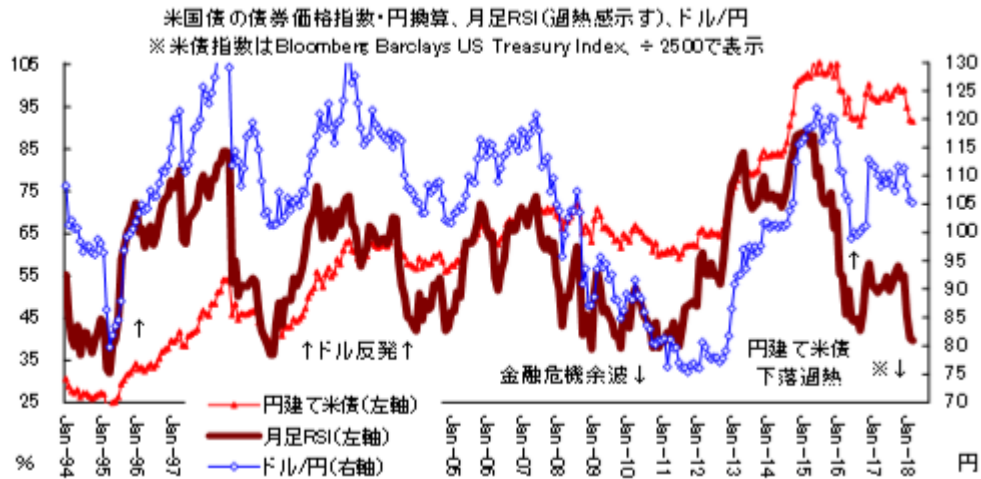 米国債の債券価格指数・円換算、月足RSI(過熱感示す)、ドル/円
※米債指数はBloomberg Barclays US Treasury Index、÷2500で表示
105
95
85
75
65
55
45
35
25
%
130
125
120
115
110
105
100
95
90
85
80
75
70
円
↑
↑ドル反発↑
金融危機余波↓
円建て米債
下落過熱
↑
※↓
円建て米債(左軸)
月足RSI(左軸)
ドル/円(右軸)
Jan-94
Jan-95
Jan-96
Jan-97
Jan-05
Jan-06
Jan-07
Jan-08
Jan-09
Jan-10
Jan-11
Jan-12
Jan-13
Jan-14
Jan-15
Jan-16
Jan-17
Jan-18